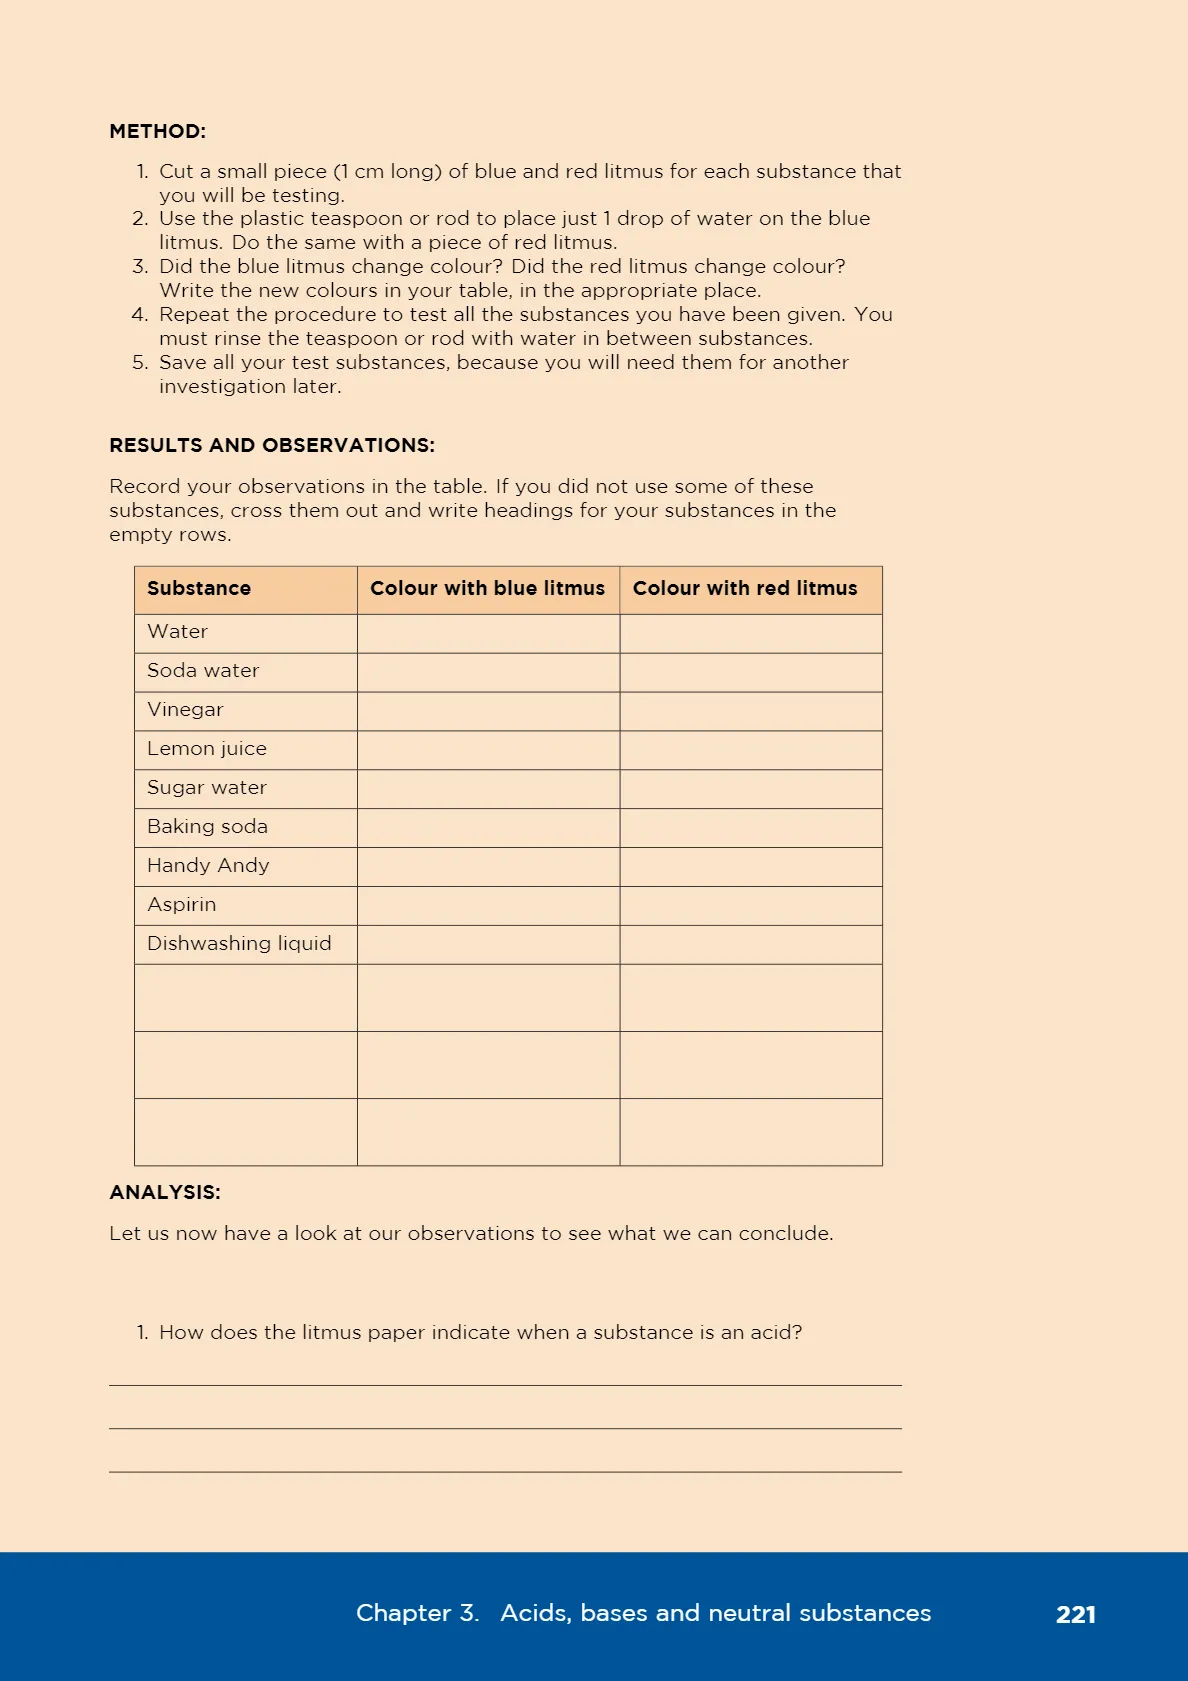 METHOD:
1. Cut a small piece (1 cm long) of blue and red litmus for each substance that
you will be testing.
2. Use the plastic teaspoon or rod to place just 1 drop of water on the blue
litmus. Do the same with a piece of red litmus.
3. Did the blue litmus change colour? Did the red litmus change colour?
Write the new colours in your table, in the appropriate place.
4. Repeat the procedure to test all the substances you have been given. You
must rinse the teaspoon or rod with water in between substances.
5. Save all your test substances, because you will need them for another
investigation later.
RESULTS AND OBSERVATIONS:
Record your observations in the table. If you did not use some of these
substances, cross them out and write headings for your substances in the
empty rows.
Substance Colour with blue litmus Colour with red litmus
Water
Soda water
Vinegar
Lemon juice
Sugar water
Baking soda
Handy Andy
Aspirin
Dishwashing liquid
ANALYSIS:
Let us now have a look at our observations to see what we can conclude.
1. How does the litmus paper indicate when a substance is an acid?
Chapter 3. Acids, bases and neutral substances 221